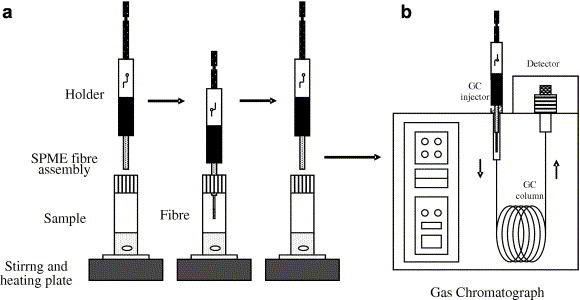 a
b
Holder
SPME fibre
assembly
Sample
Fibre
Stirrng and
heating plate
GC
injector
Detector
GC
column
Gas Chromatograph